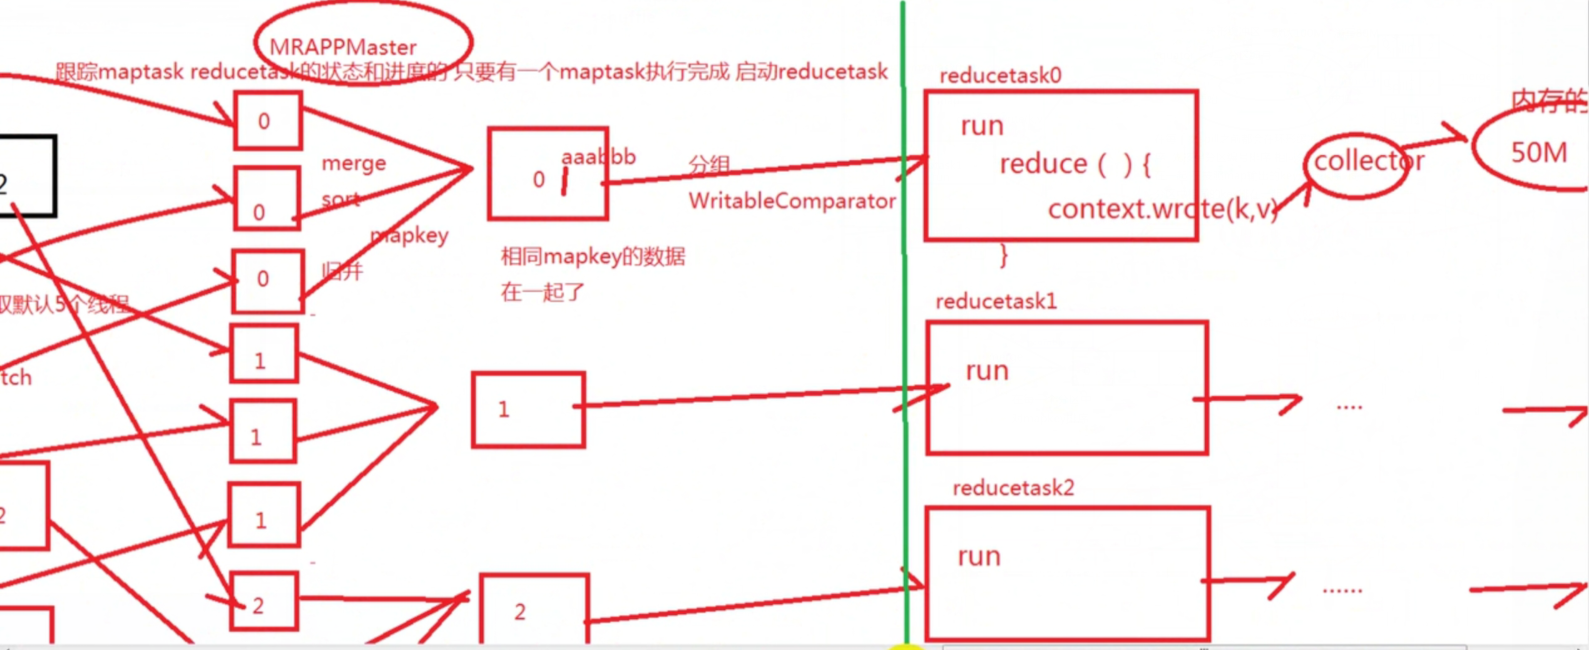 MRAPPMaster
跟踪maptask reducetask的状态和进度的 只要有一个maptask执行完成 启动reducetask
2
0
merge
0
sort
mapkey
0
归并
取默认5个线程
1
tch
1
2
1
2
0
aaabbb
相同mapkey的数据
在一起了
1
2
分组
WritableComparator
reducetask0
run
reduce ( ) {
context.wrote(k,v)
}
collector
内存的
50M
reducetask1
run
....
reducetask2
run
......